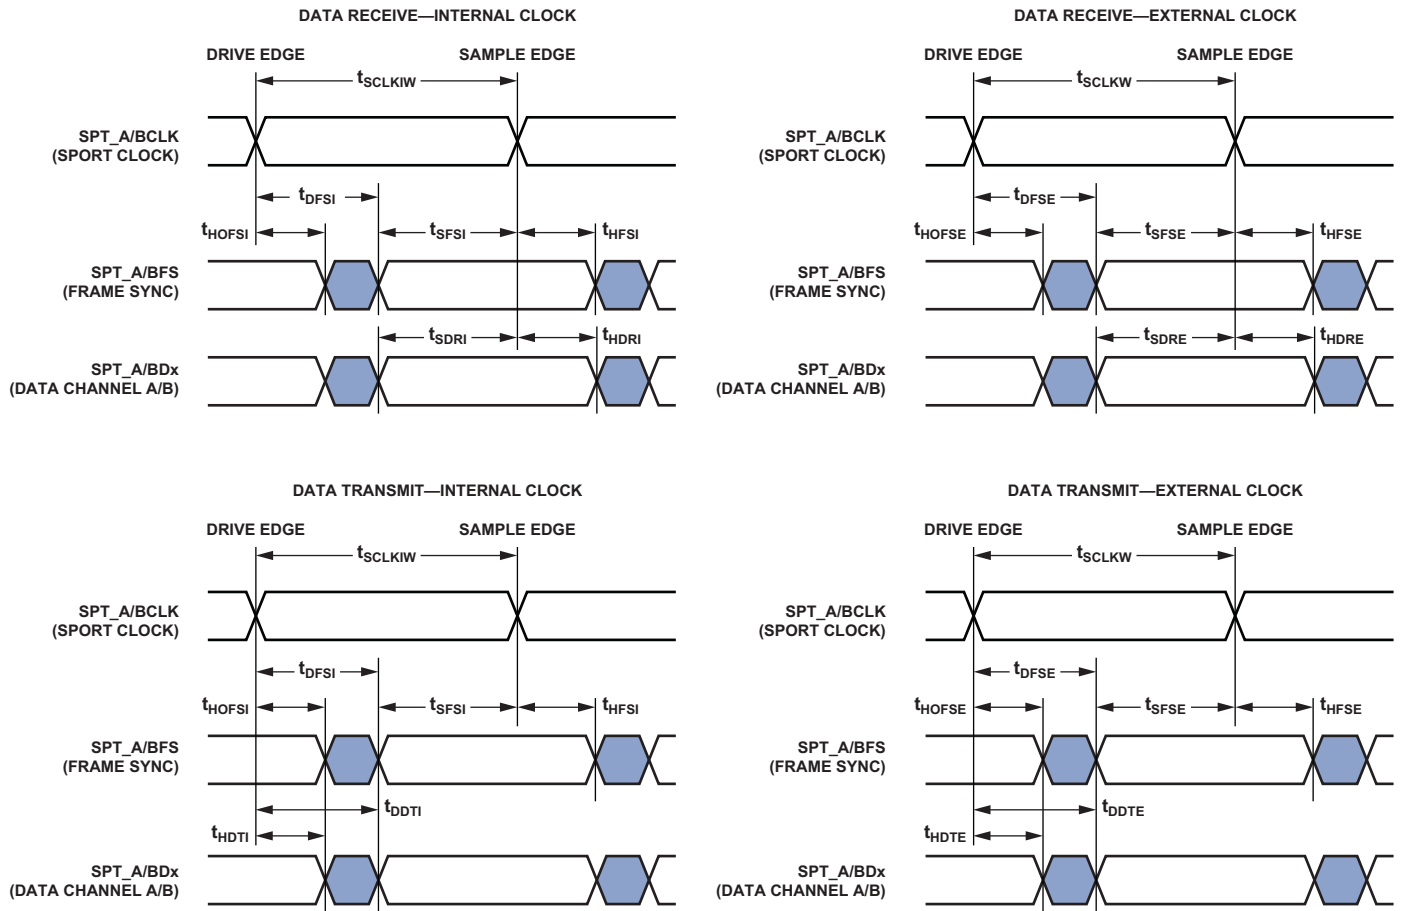 DATA RECEIVE—INTERNAL CLOCK
DRIVE EDGE
SAMPLE EDGE
tSCLKIW
SPT_A/BCLK
(SPORT CLOCK)
tDFSI
tHOFSI
tSFSI
tHFSI
SPT_A/BFS
(FRAME SYNC)
tSDRI
tHDRI
SPT_A/BDx
(DATA CHANNEL A/B)
DATA RECEIVE—EXTERNAL CLOCK
DRIVE EDGE
SAMPLE EDGE
tSCLKW
SPT_A/BCLK
(SPORT CLOCK)
tDFSE
tHOFSE
tSFSE
tHFSE
SPT_A/BFS
(FRAME SYNC)
tSDRE
tHDRE
SPT_A/BDx
(DATA CHANNEL A/B)
DATA TRANSMIT—INTERNAL CLOCK
DRIVE EDGE
SAMPLE EDGE
tSCLKIW
SPT_A/BCLK
(SPORT CLOCK)
tDFSI
tHOFSI
tSFSI
tHFSI
SPT_A/BFS
(FRAME SYNC)
tDDTI
tHDTI
SPT_A/BDx
(DATA CHANNEL A/B)
DATA TRANSMIT—EXTERNAL CLOCK
DRIVE EDGE
SAMPLE EDGE
tSCLKW
SPT_A/BCLK
(SPORT CLOCK)
tDFSE
tHOFSE
tSFSE
tHFSE
SPT_A/BFS
(FRAME SYNC)
tDDTE
tHDTE
SPT_A/BDx
(DATA CHANNEL A/B)